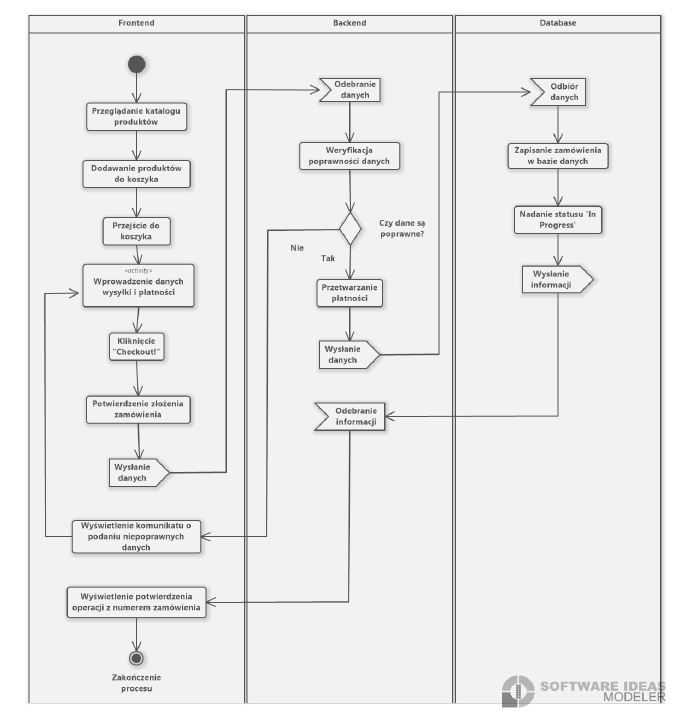 Frontend
Backend
Database
Przeglądanie katalogu
produktów
Dodawanie produktów
do koszyka
Przejście do
koszyka
«activity»
Wprowadzenie danych
wysyłki i płatności
Kliknięcie
"Checkout!"
Potwierdzenie złożenia
zamówienia
Wysłanie
danych
Wyświetlenie komunikatu o
podaniu niepoprawnych
danych
Wyświetlenie potwierdzenia
operacji z numerem zamówienia
Zakończenie
procesu
Odebranie
danych
Weryfikacja
poprawności danych
Czy dane są
poprawne?
Nie
Tak
Przetwarzanie
płatności
Wysłanie
danych
Odebranie
informacji
Odbiór
danych
Zapisanie zamówienia
w bazie danych
Nadanie statusu 'In
Progress'
Wysłanie
informacji
SOFTWARE IDEAS
MODELER